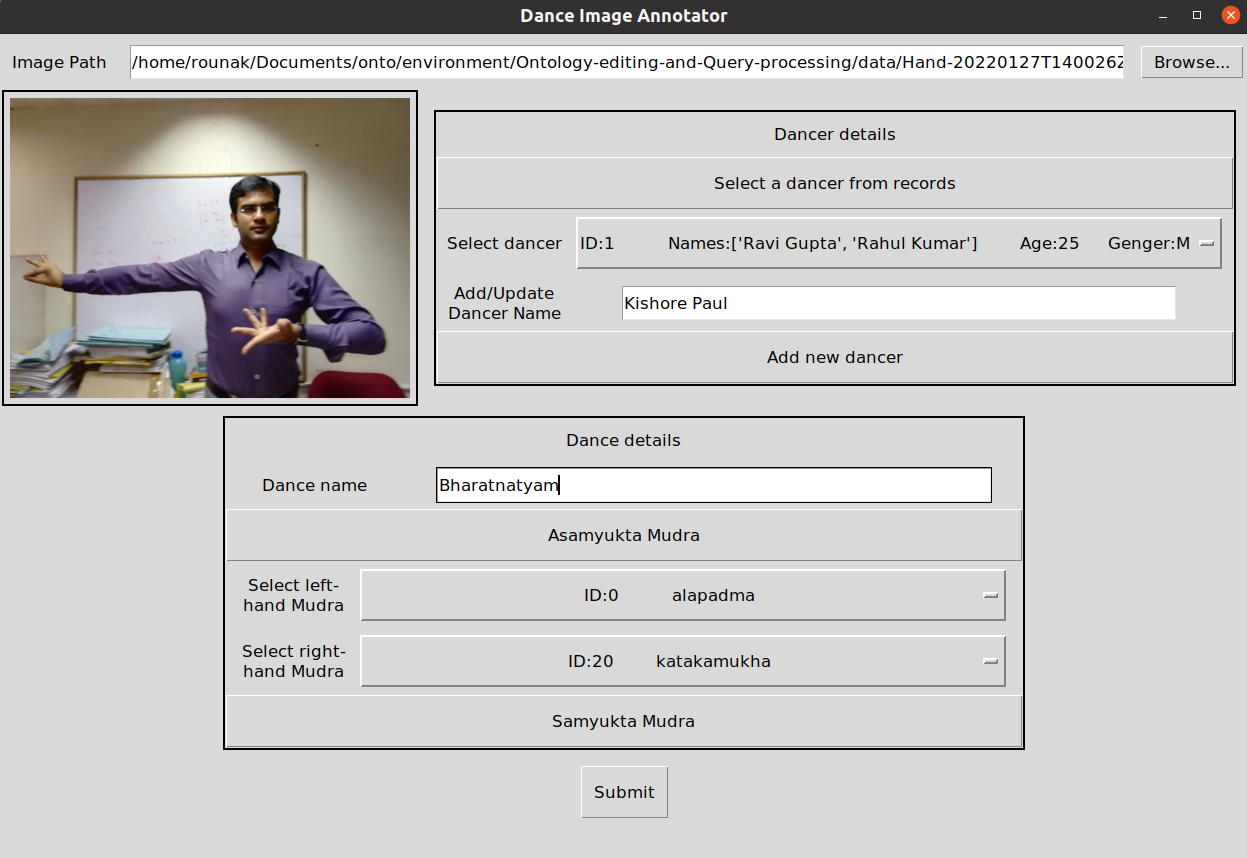 Dance Image Annotator
Image Path /home/rounak/Documents/onto/environment/Ontology-editing-and-Query-processing/data/Hand-20220127T140026Z Browse...
Dancer details
Select a dancer from records
Select dancer ID:1 Names:['Ravi Gupta', 'Rahul Kumar'] Age:25 Genger:M
Add/Update
Dancer Name
Kishore Paul
Add new dancer
Dance details
Dance name Bharatnatyam
Asamyukta Mudra
Select left-
hand Mudra
ID:0 alapadma
Select right-
hand Mudra
ID:20 katakamukha
Samyukta Mudra
Submit